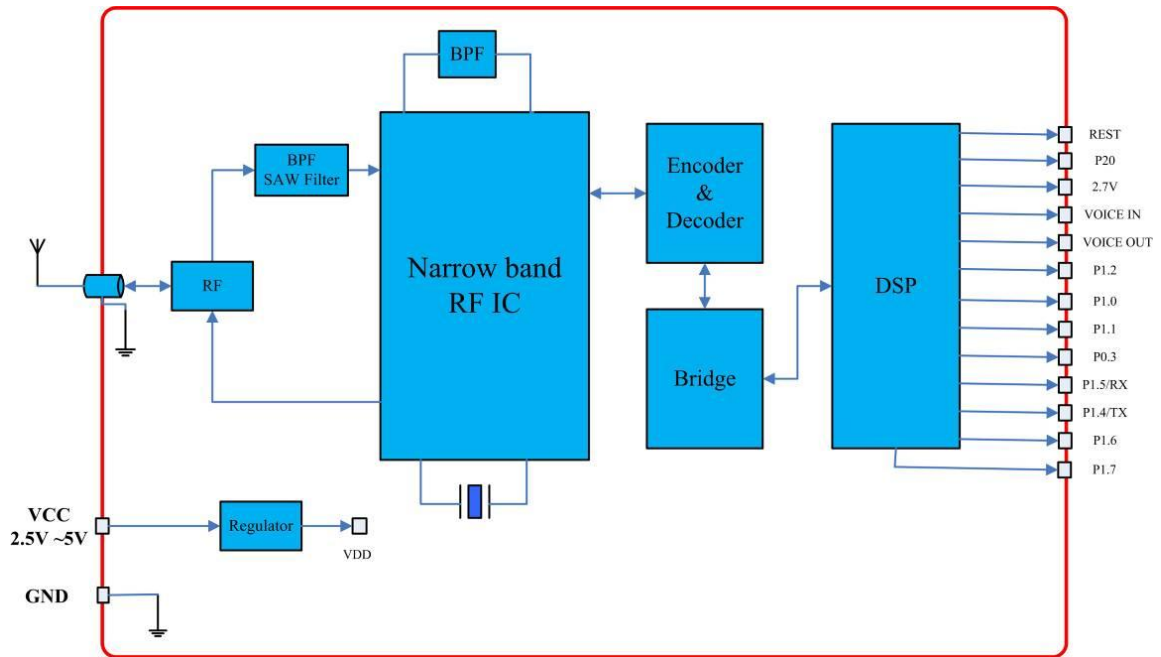 BPF
BPF
SAW Filter
RF
Narrow band
RF IC
Encoder
&
Decoder
Bridge
DSP
REST
P20
2.7V
VOICE IN
VOICE OUT
P1.2
P1.0
P1.1
P0.3
P1.5/RX
P1.4/TX
P1.6
P1.7
VCC
2.5V ~5V
Regulator
VDD
GND